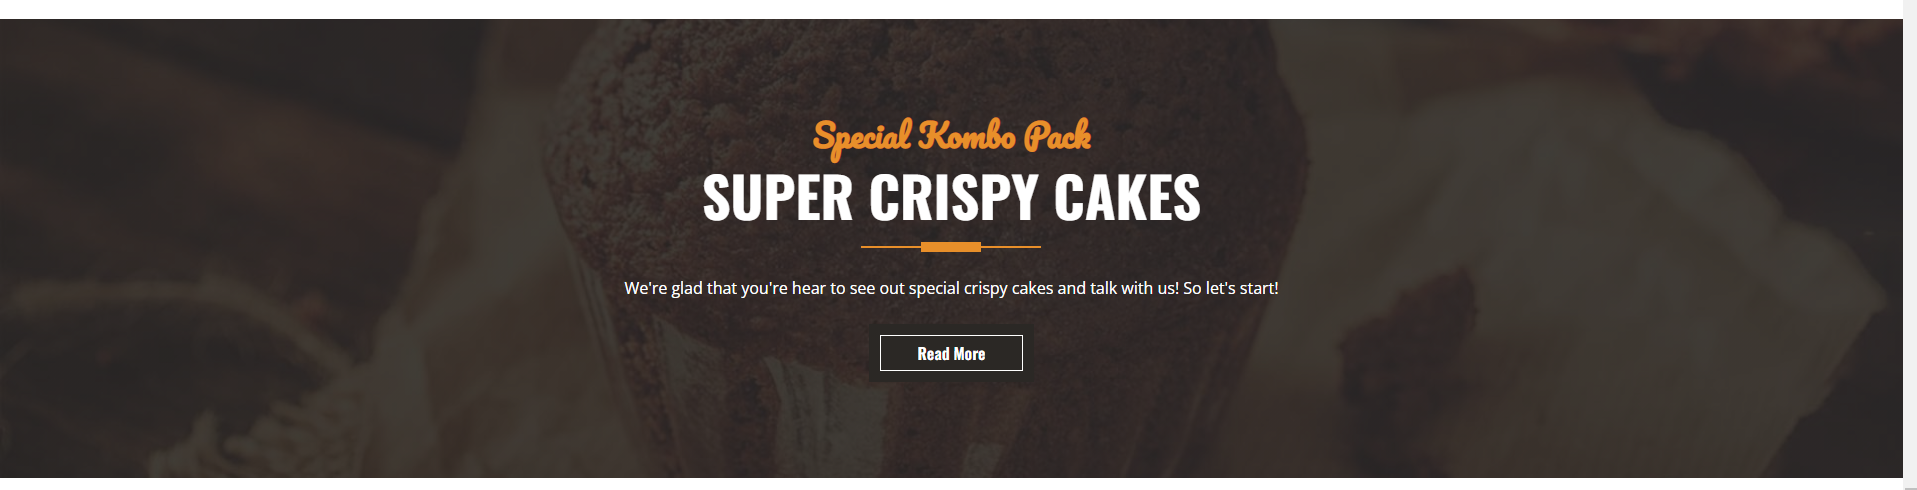 Special Kombo Pack
SUPER CRISPY CAKES
We're glad that you're hear to see out special crispy cakes and talk with us! So let's start!
Read More